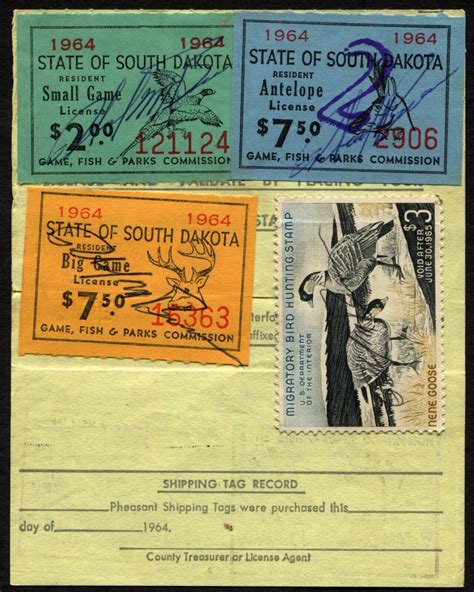 1964 1964
STATE OF SOUTH DAKOTA
RESIDENT
Small Game
License
$2.00
121124
GAME, FISH & PARKS COMMISSION
1964 1964
STATE OF SOUTH DAKOTA
RESIDENT
Antelope
License
2
$7.50
2906
GAME, FISH & PARKS COMMISSION
AND VALIDATE BY PLACING
1964 1964
STATE OF SOUTH DAKOTA
RESIDENT
Big Game
License
$7.50
15363
GAME, FISH & PARKS COMMISSION
MIGRATORY BIRD HUNTING STAMP
U.S. DEPARTMENT
OF THE INTERIOR
$3
VOID AFTER
JUNE 30, 1965
NENE GOOSE
SHIPPING TAG RECORD
Pheasant Shipping Tags were purchased this
day of 1964,
County Treasurer or License Agent